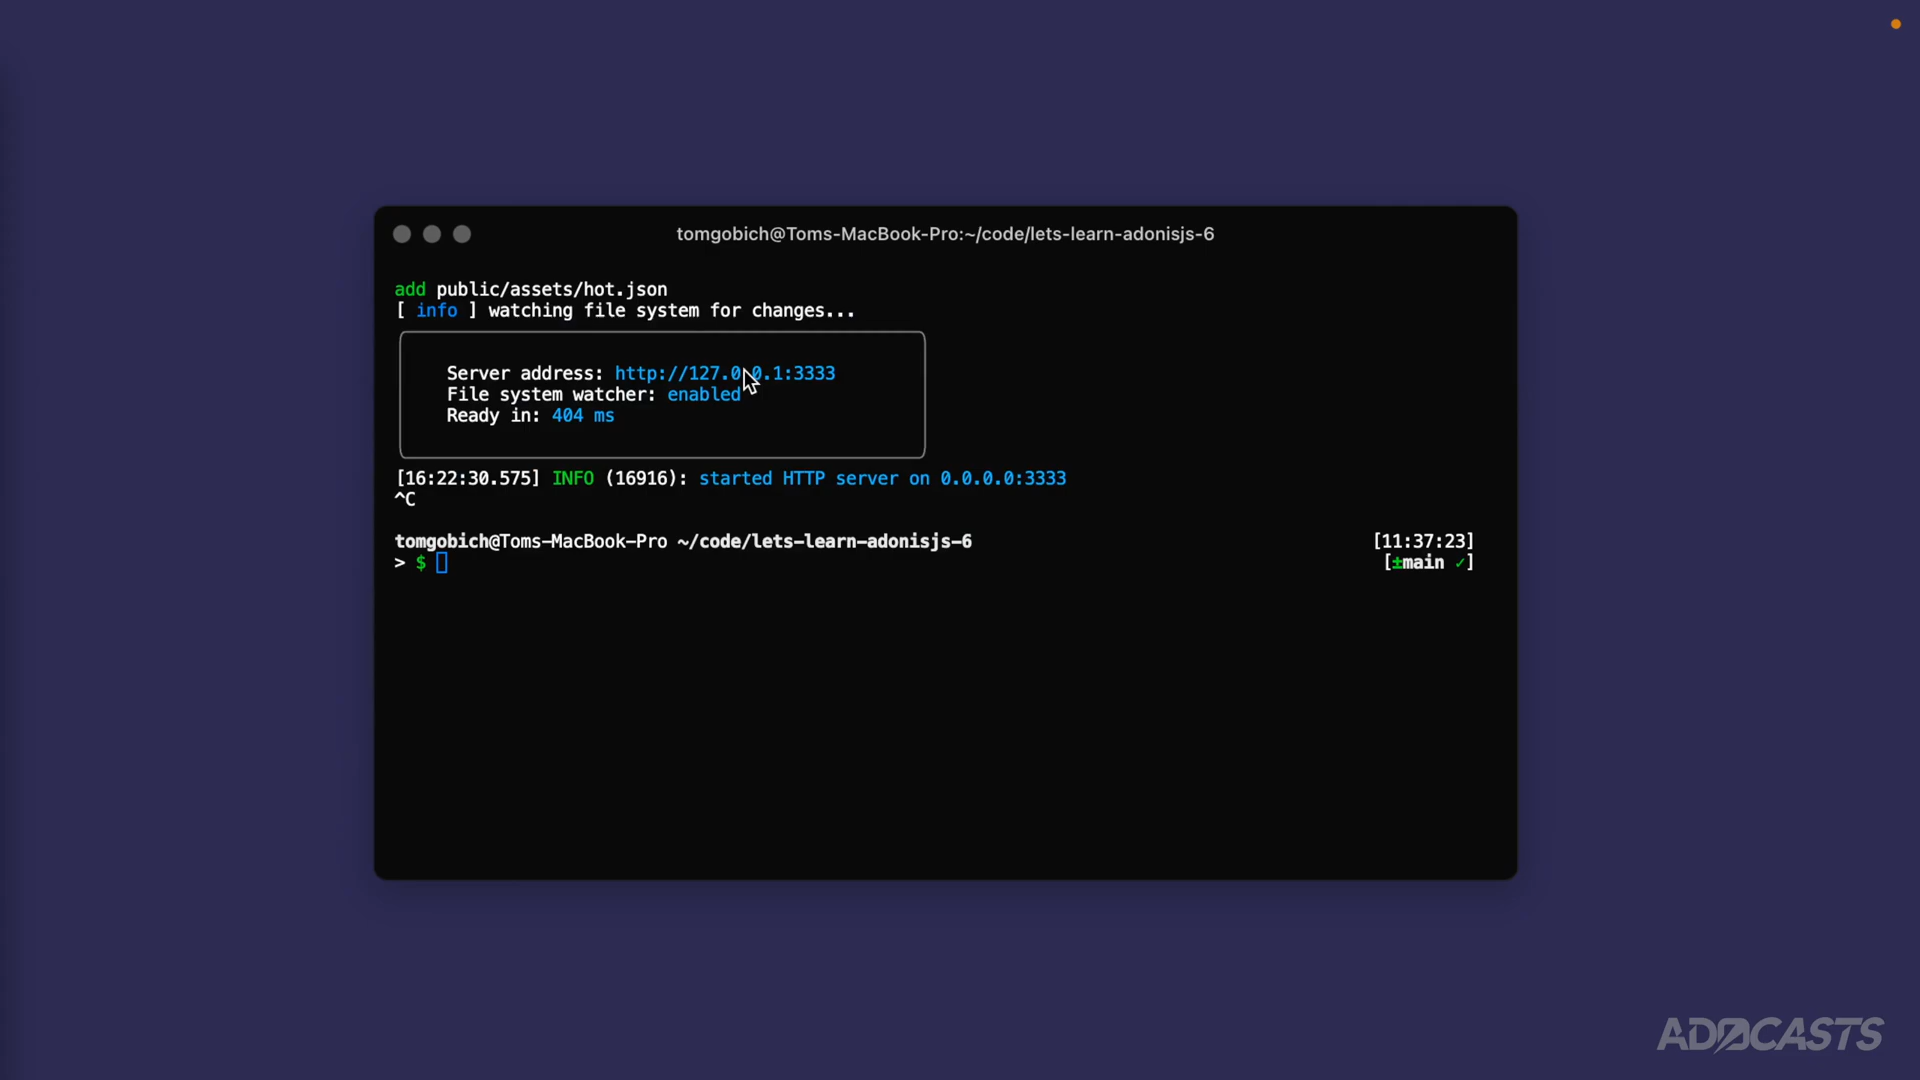 tomgobich@Toms-MacBook-Pro:~/code/lets-learn-adonisjs-6
add public/assets/hot.json
[ info ] watching file system for changes...
Server address: http://127.0.0.1:3333
File system watcher: enabled
Ready in: 404 ms
[16:22:30.575] INFO (16916): started HTTP server on 0.0.0.0:3333
^C
tomgobich@Toms-MacBook-Pro ~/code/lets-learn-adonisjs-6 [11:37:23]
> $ [±main ✓]
ADOCASTS